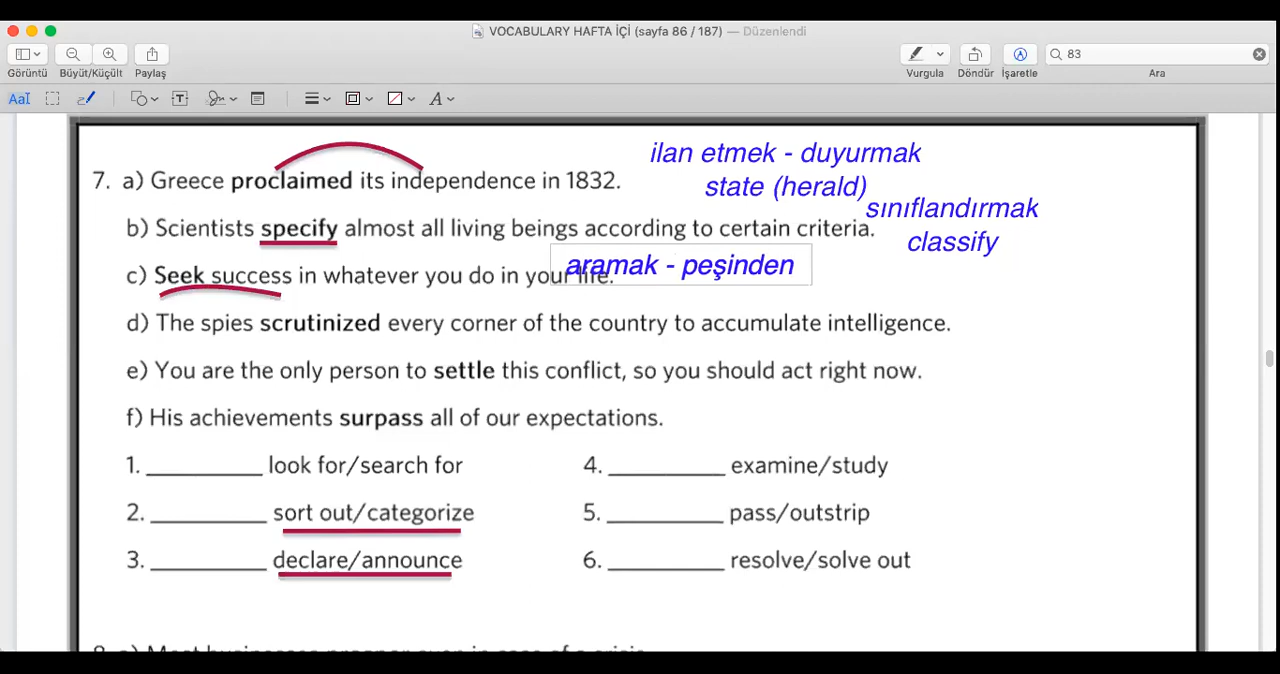 VOCABULARY HAFTA İÇİ (sayfa 86 / 187) — Düzenlendi
83
Görüntü Büyüt/Küçült Paylaş Vurgula Döndür İşaretle Ara
AaI T A
ilan etmek - duyurmak
7. a) Greece proclaimed its independence in 1832.
state (herald)
sınıflandırmak
b) Scientists specify almost all living beings according to certain criteria.
classify
aramak - peşinden
c) Seek success in whatever you do in your life.
d) The spies scrutinized every corner of the country to accumulate intelligence.
e) You are the only person to settle this conflict, so you should act right now.
f) His achievements surpass all of our expectations.
1. __________ look for/search for 4. __________ examine/study
2. __________ sort out/categorize 5. __________ pass/outstrip
3. __________ declare/announce 6. __________ resolve/solve out